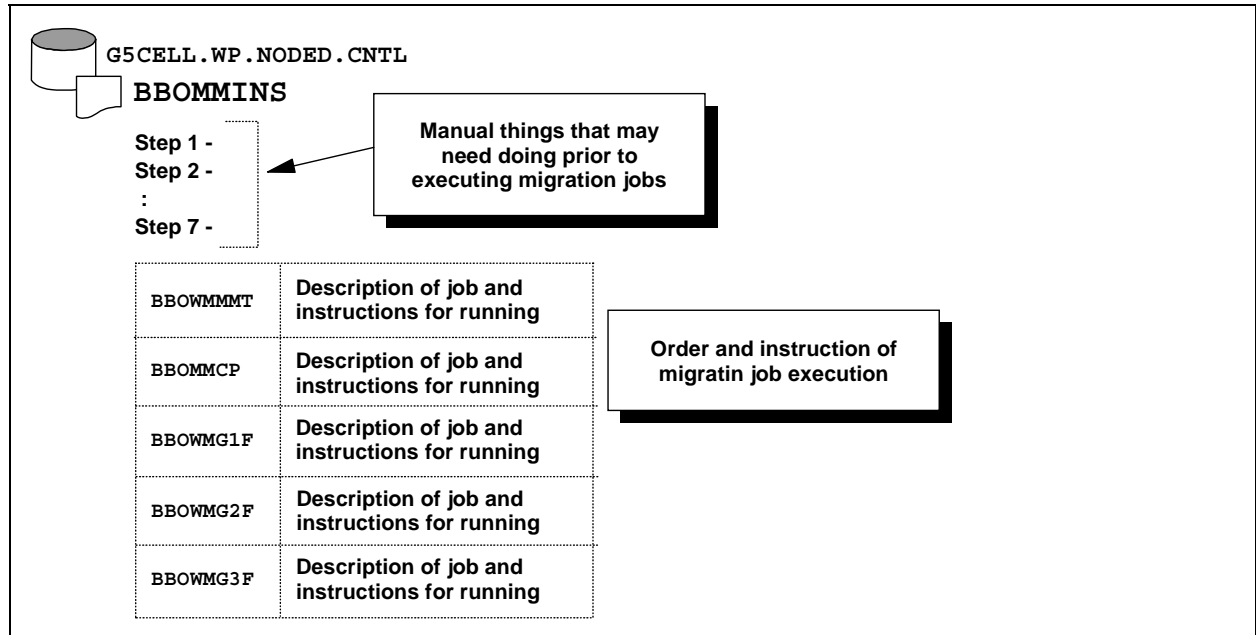 G5CELL.WP.NODED.CNTL
BBOMMINS
Step 1 -
Step 2 -
:
Step 7 -
Manual things that may
need doing prior to
executing migration jobs
BBOWMMMT
Description of job and
instructions for running
BBOMMCP
Description of job and
instructions for running
BBOWMG1F
Description of job and
instructions for running
BBOWMG2F
Description of job and
instructions for running
BBOWMG3F
Description of job and
instructions for running
Order and instruction of
migratin job execution